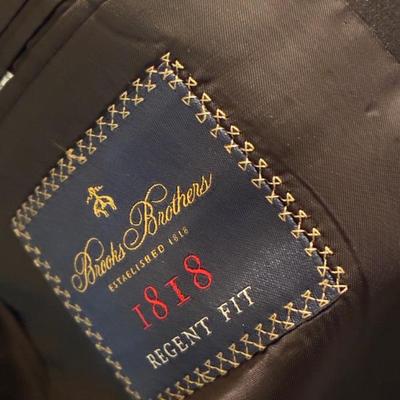 Brooks Brothers
ESTABLISHED 1818
1818
REGENT FIT